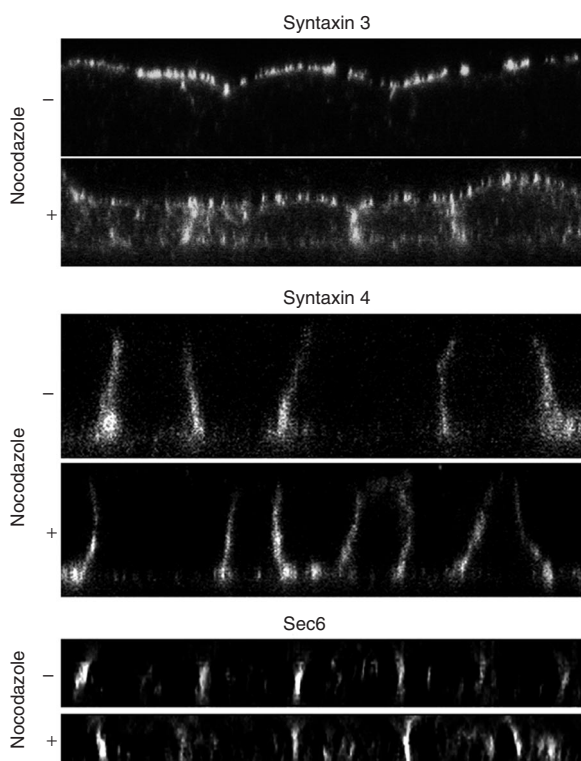 Syntaxin 3
Nocodazole
−
+
Syntaxin 4
Nocodazole
−
+
Sec6
Nocodazole
−
+